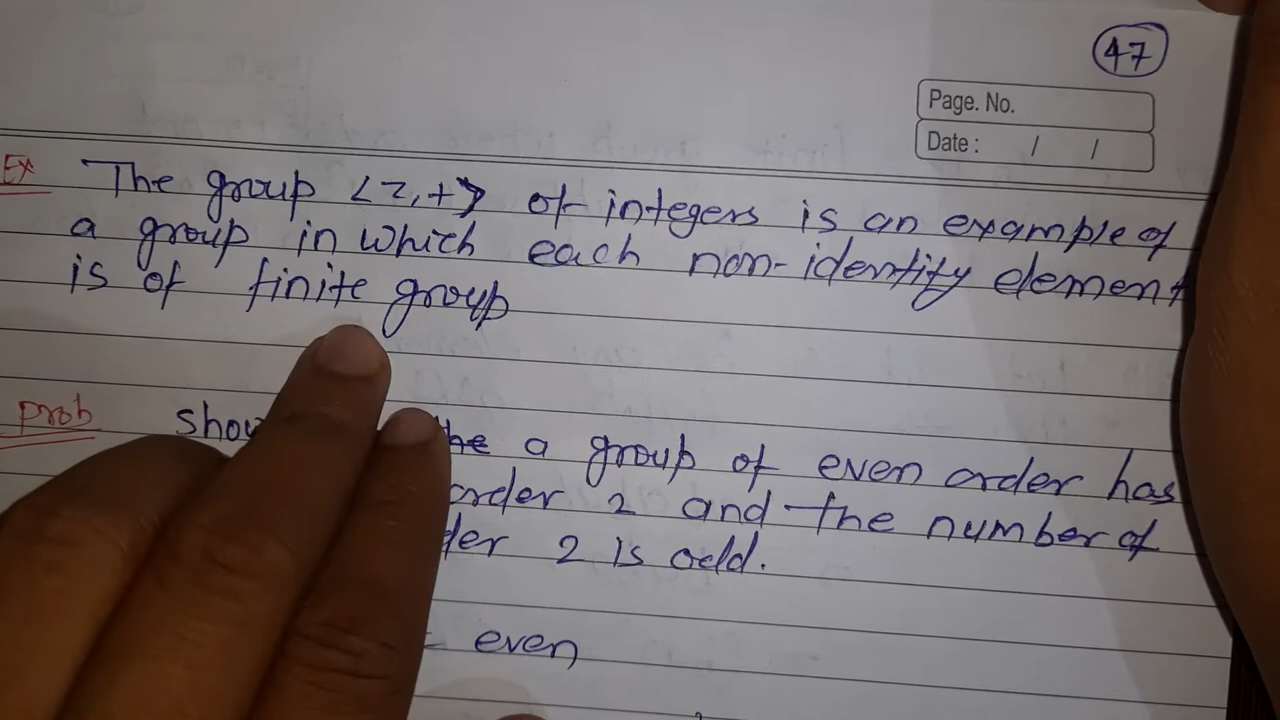 47
Page. No.
Date : / /
Ex The group <Z,+> of integers is an example of
a group in which each non-identity element
is of finite group
Prob Show a group of even order has
order 2 and the number of
2 is odd.
= even